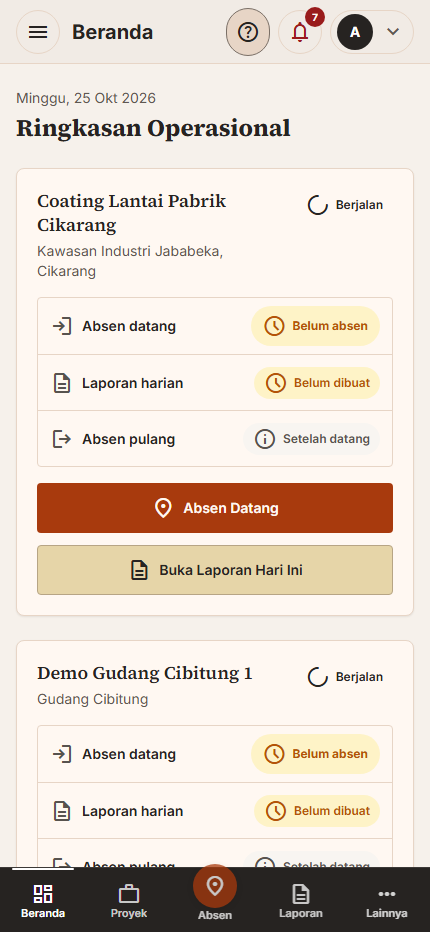 Beranda
7
A
Minggu, 25 Okt 2026
Ringkasan Operasional
Coating Lantai Pabrik
Cikarang
Berjalan
Kawasan Industri Jababeka,
Cikarang
Absen datang
Belum absen
Laporan harian
Belum dibuat
Absen pulang
Setelah datang
Absen Datang
Buka Laporan Hari Ini
Demo Gudang Cibitung 1
Berjalan
Gudang Cibitung
Absen datang
Belum absen
Laporan harian
Belum dibuat
Absen pulang
Setelah datang
Beranda
Proyek
Absen
Laporan
Lainnya